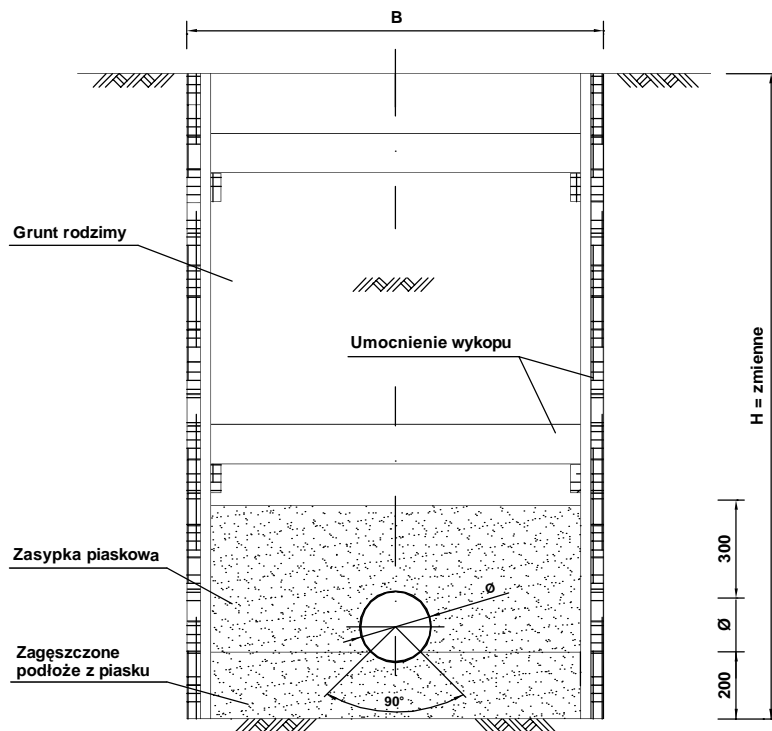 B
Grunt rodzimy
Umocnienie wykopu
H = zmienne
Zasypka piaskowa
300
Ø
Ø
Zagęszczone
podłoże z piasku
200
90°